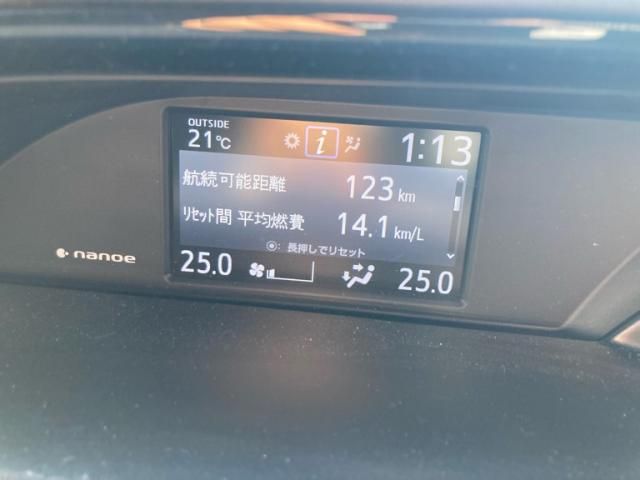 OUTSIDE
21℃ i 1:13
航続可能距離 123 km
リセット間 平均燃費 14.1 km/L
◉: 長押しでリセット
nanoe
25.0 25.0